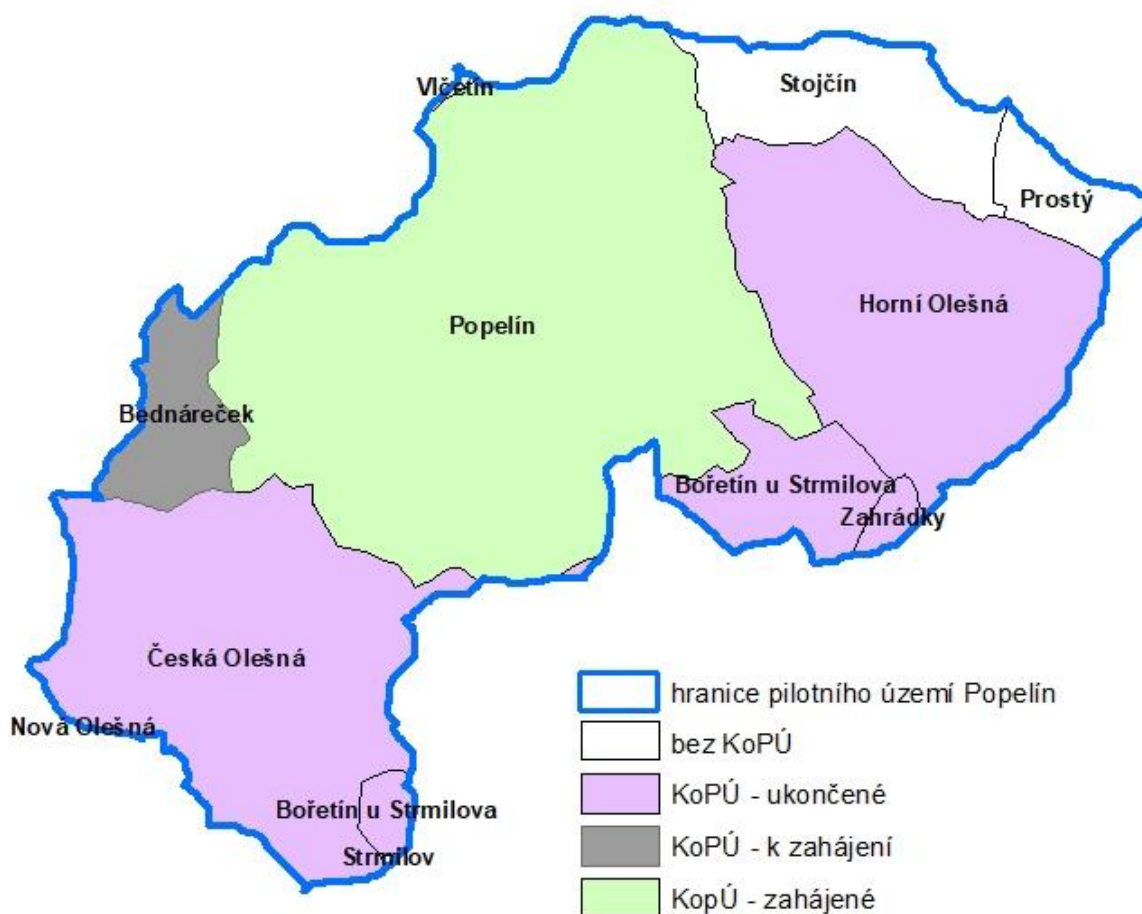 Vlčetín
Stojčín
Prostý
Horní Olešná
Popelín
Bednáreček
Bořetín u Strmilova
Zahrádky
Česká Olešná
Nová Olešná
Bořetín u Strmilova
Strmilov
hranice pilotního území Popelín
bez KoPÚ
KoPÚ - ukončené
KoPÚ - k zahájení
KopÚ - zahájené